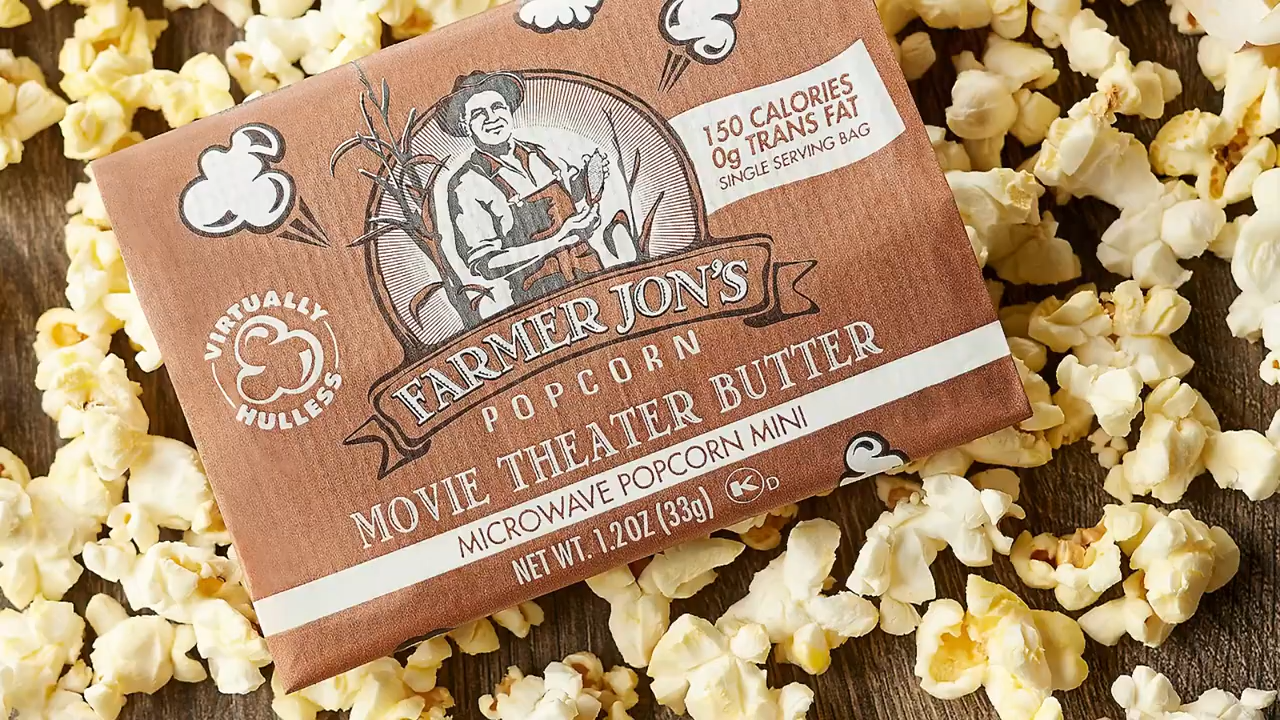 150 CALORIES
0g TRANS FAT
SINGLE SERVING BAG
VIRTUALLY
HULLESS
FARMER JON'S
POPCORN
MOVIE THEATER BUTTER
MICROWAVE POPCORN MINI
NET WT. 1.2OZ (33g)
K D